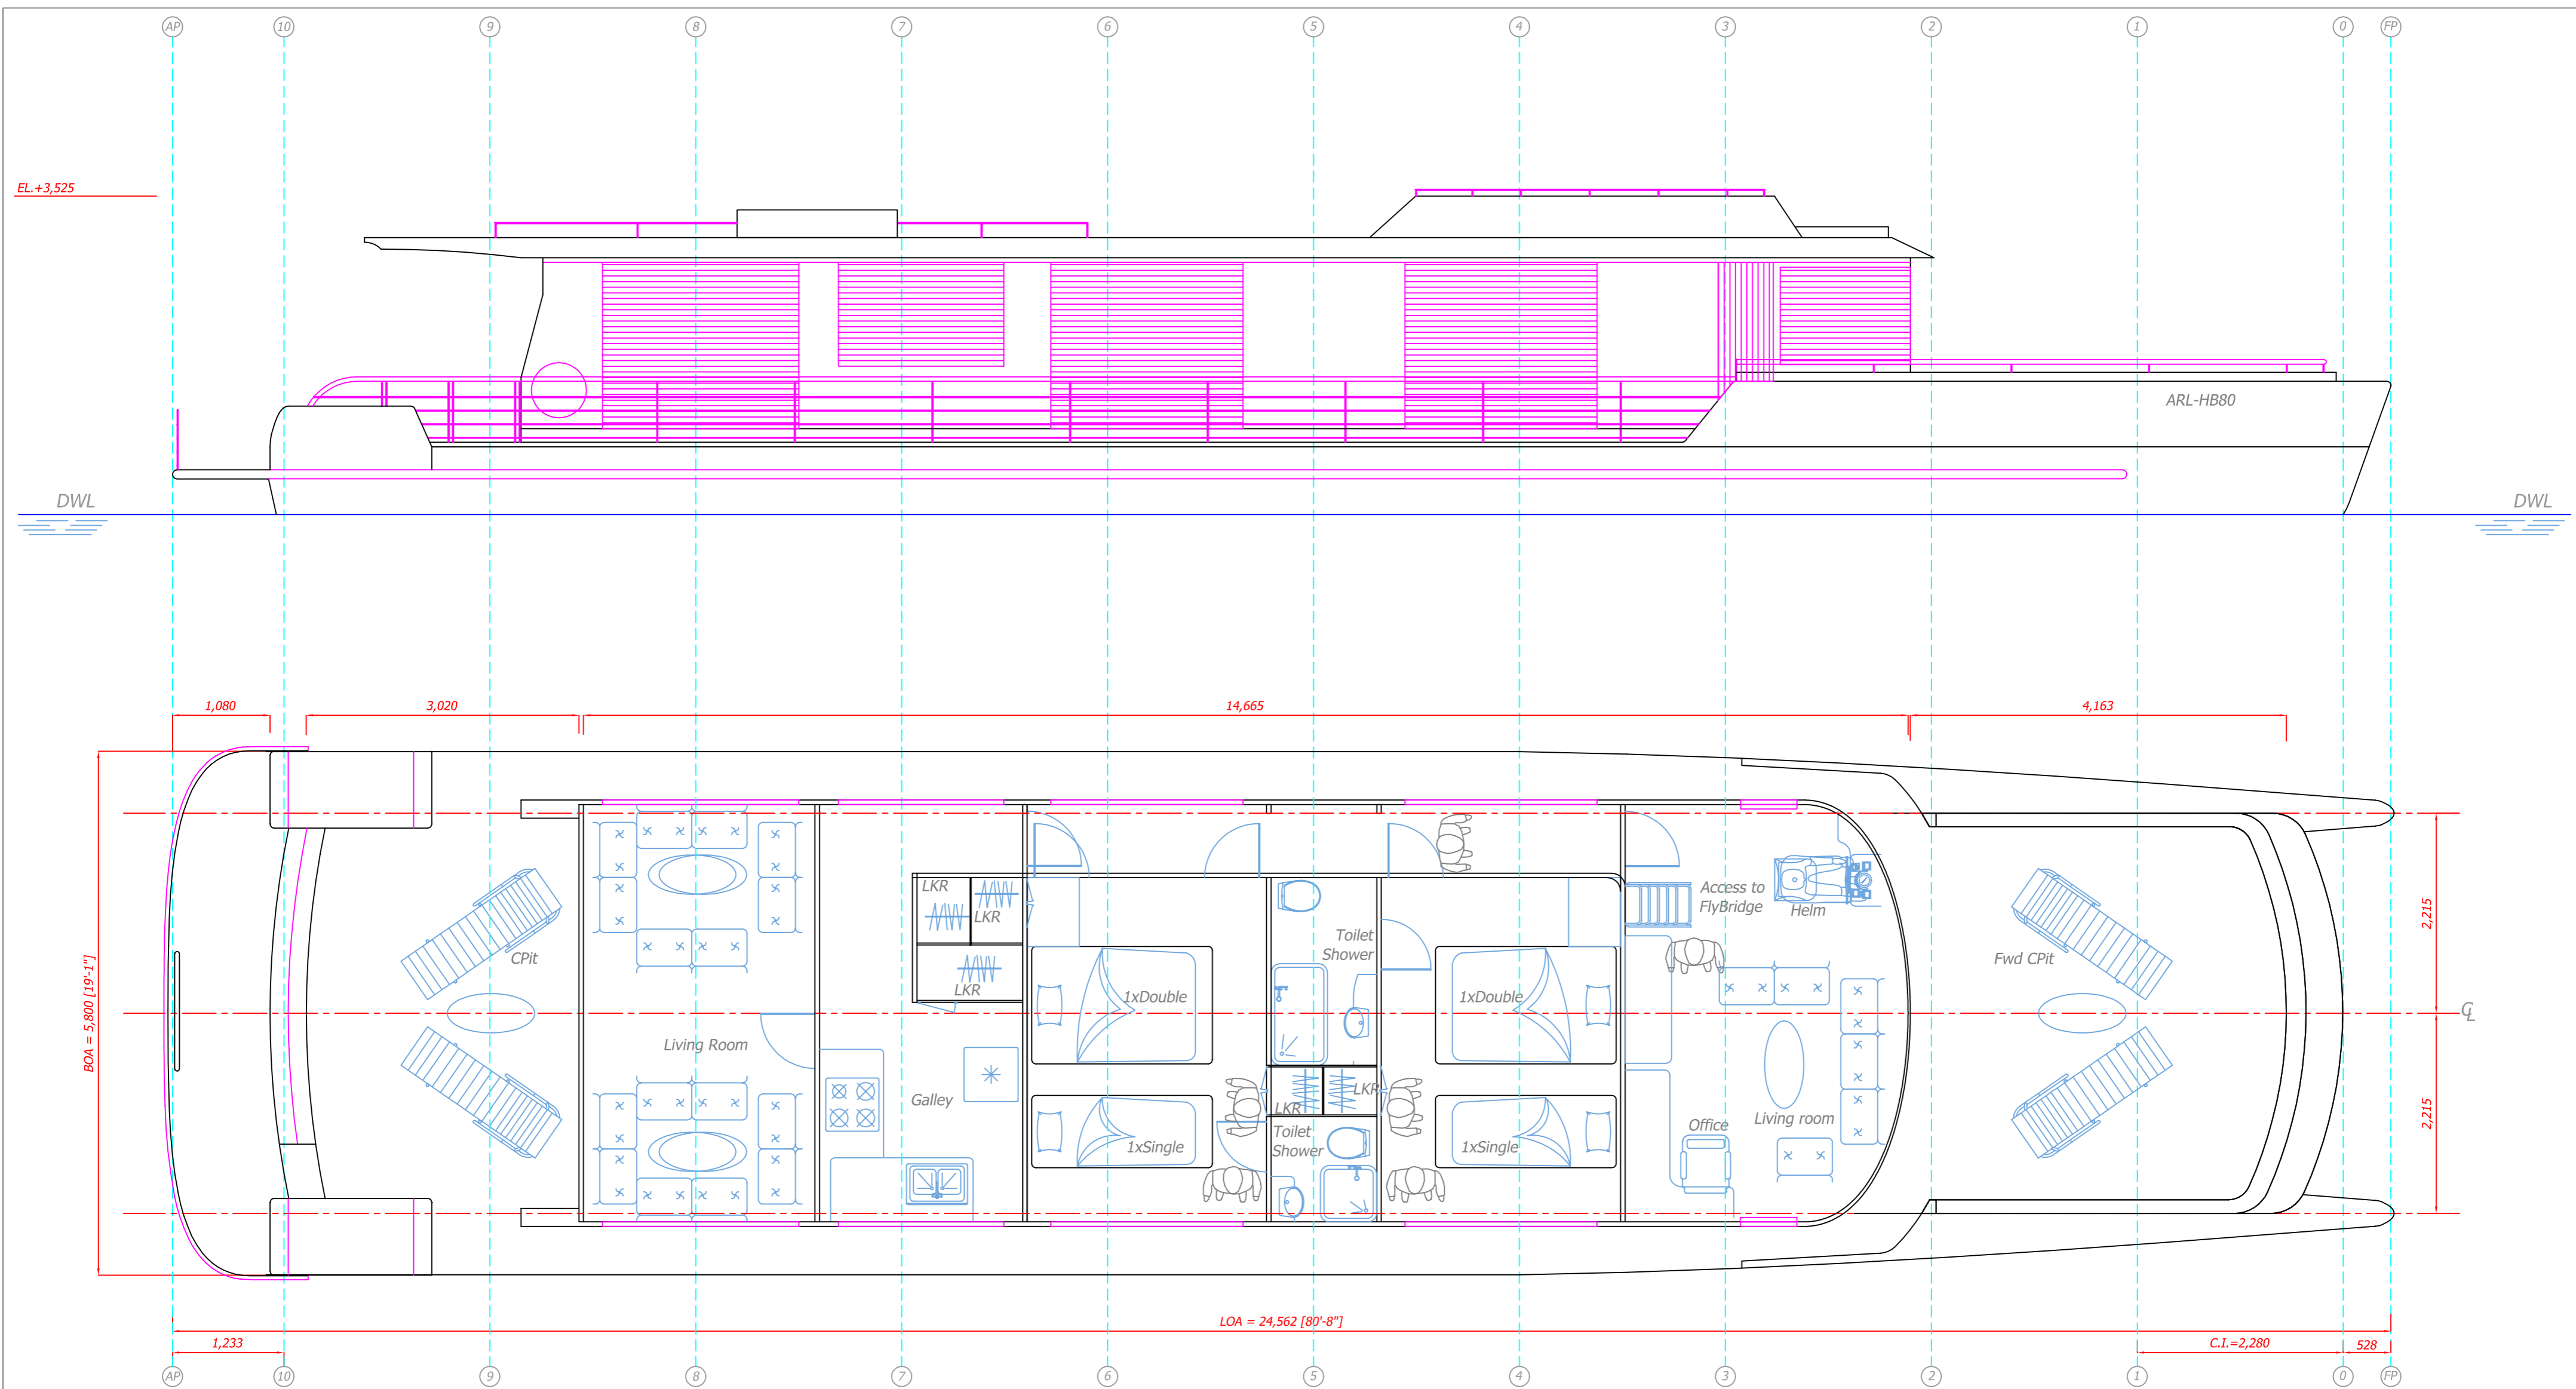 AP 10 9 8 7 6 5 4 3 2 1 0 FP
EL.+3,525
ARL-HB80
DWL
DWL
1,080
3,020
14,665
4,163
BOA = 5,800 [19'-1"]
2,215
2,215
CL
CPit
Living Room
LKR
LKR
LKR
Galley
1xDouble
1xSingle
Toilet
Shower
LKR
LKR
Toilet
Shower
1xDouble
1xSingle
Access to
FlyBridge
Helm
Office
Living room
Fwd CPit
LOA = 24,562 [80'-8"]
1,233
C.I.=2,280
528
AP 10 9 8 7 6 5 4 3 2 1 0 FP